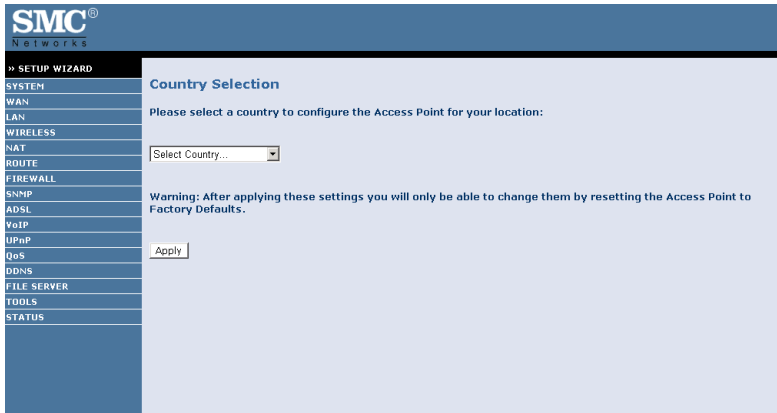 SMC®
Networks
» SETUP WIZARD
SYSTEM
WAN
LAN
WIRELESS
NAT
ROUTE
FIREWALL
SNMP
ADSL
VoIP
UPnP
QoS
DDNS
FILE SERVER
TOOLS
STATUS
Country Selection
Please select a country to configure the Access Point for your location:
Select Country...
Warning: After applying these settings you will only be able to change them by resetting the Access Point to
Factory Defaults.
Apply